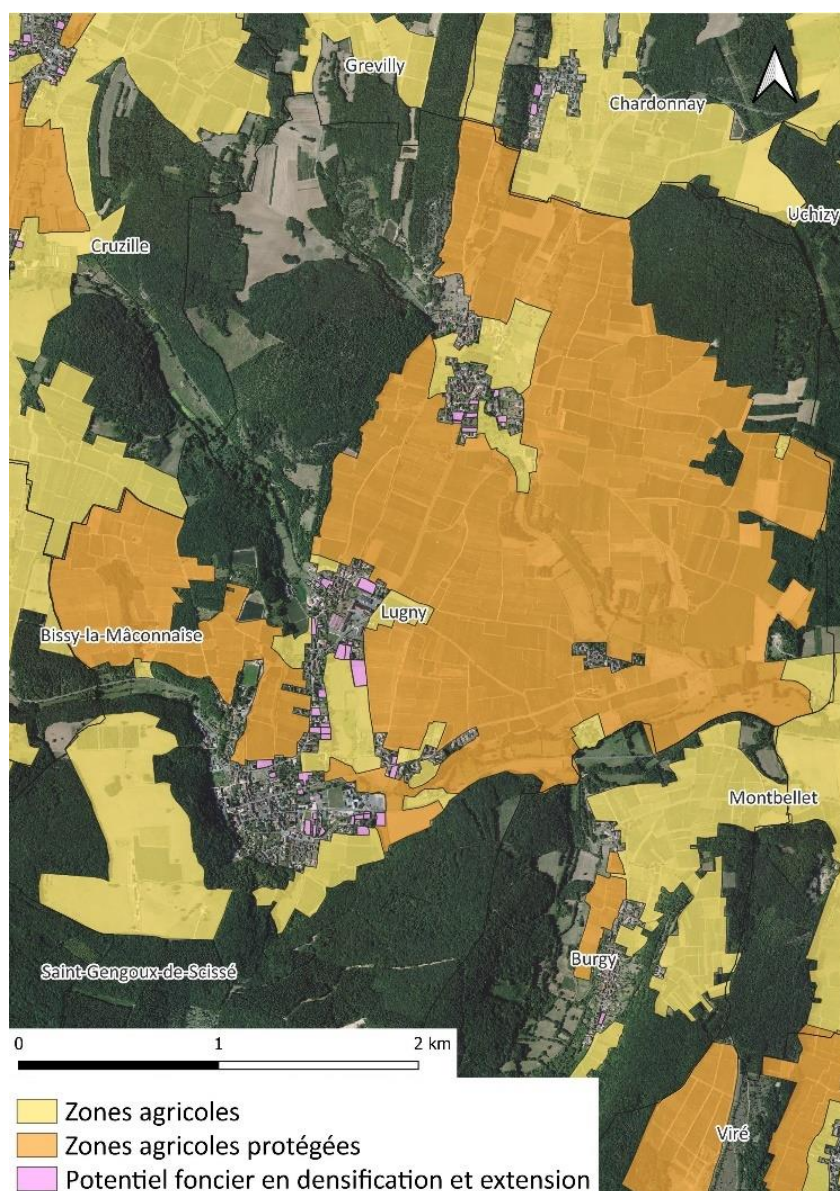 Grevilly
Chardonnay
Uchizy
Cruzille
Lugny
Bissy-la-Mâconnaise
Montbellet
Burgy
Saint-Gengoux-de-Scissé
0 1 2 km
Zones agricoles
Zones agricoles protégées
Viré
Potentiel foncier en densification et extension